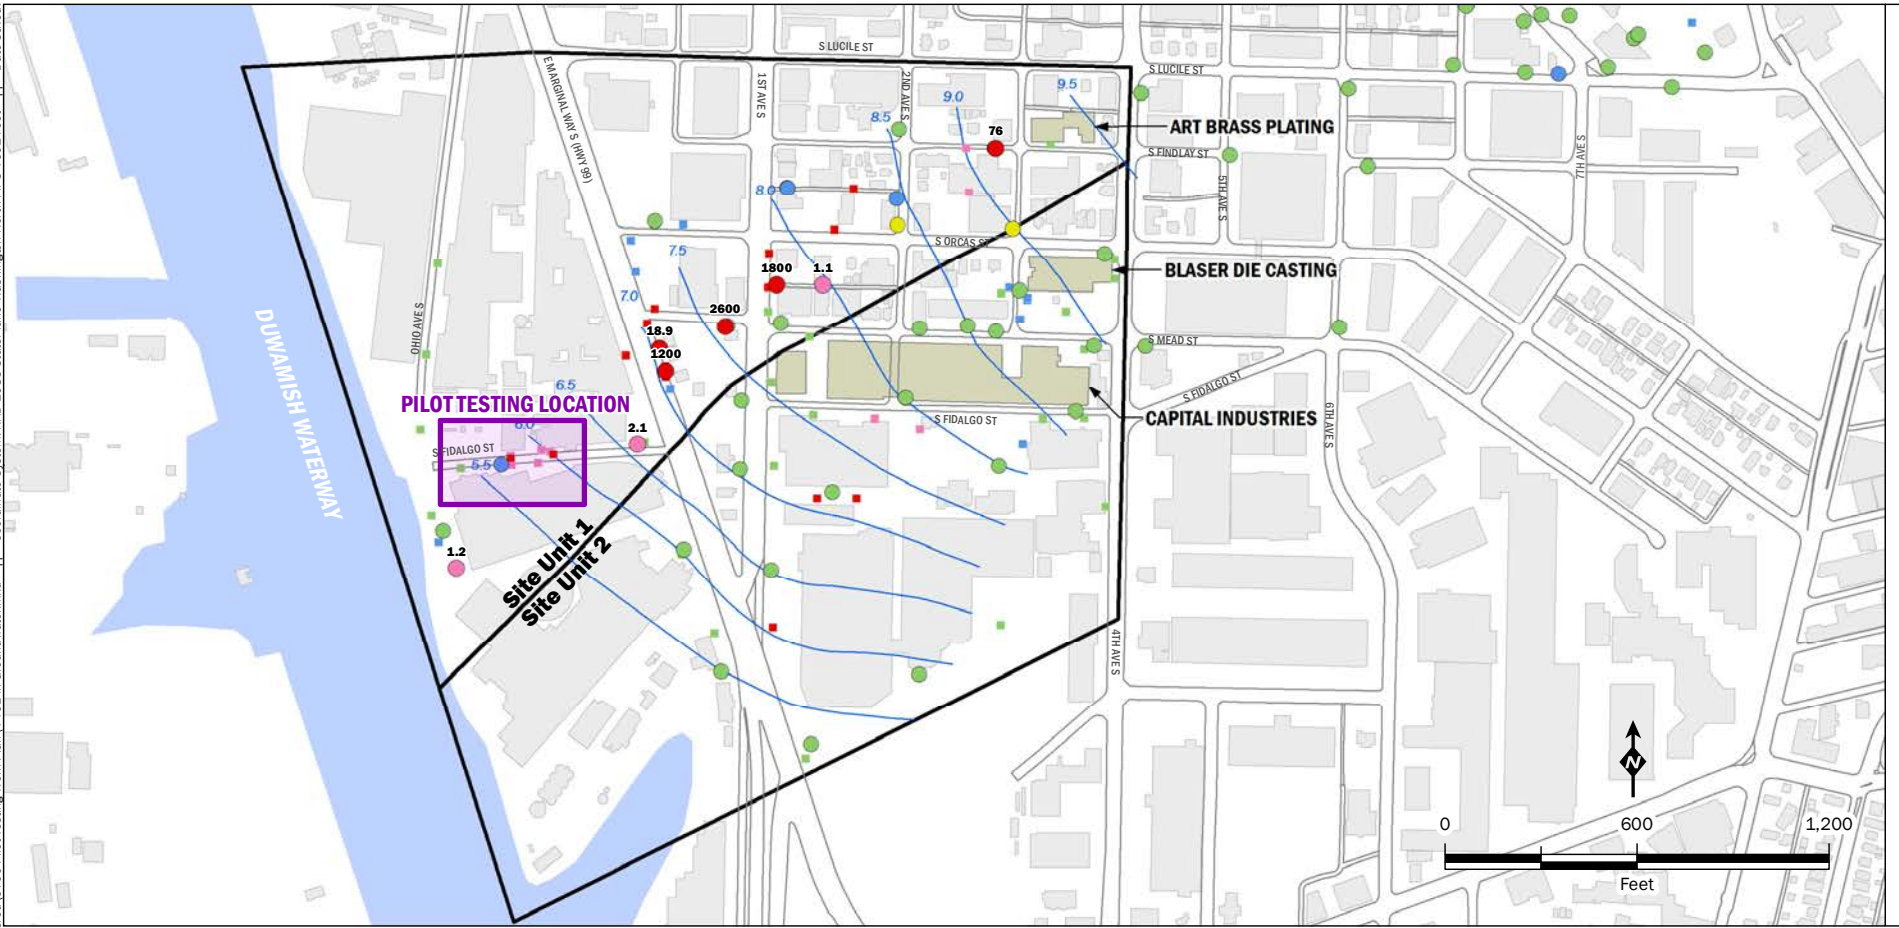 S LUCILE ST
S LUCILE ST
E MARGINAL WAY S (HWY 99)
1ST AVE S
2ND AVE S
9.5
9.0
8.5
76
ART BRASS PLATING
S FINDLAY ST
7TH AVE S
5TH AVE S
8.0
S ORCAS ST
7.5
1800
1.1
BLASER DIE CASTING
7.0
2600
OHIO AVE S
DUWAMISH WATERWAY
18.9
1200
S MEAD ST
S FIDALGO ST
6.5
PILOT TESTING LOCATION
6.0
2.1
S FIDALGO ST
CAPITAL INDUSTRIES
6TH AVE S
S FIDALGO ST
5.5
1.2
Site Unit 1
Site Unit 2
4TH AVE S
N
0 600 1,200
Feet